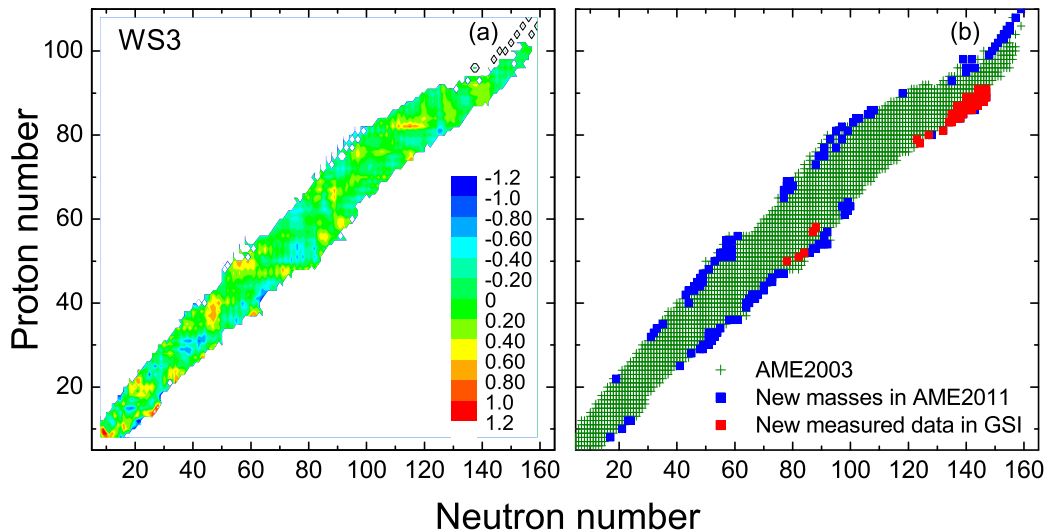 WS3
(a)
(b)
100
80
60
40
20
-1.2
-1.0
-0.80
-0.60
-0.40
-0.20
0
0.20
0.40
0.60
0.80
1.0
1.2
AME2003
New masses in AME2011
New measured data in GSI
20 40 60 80 100 120 140 160
20 40 60 80 100 120 140 160
Proton number
Neutron number